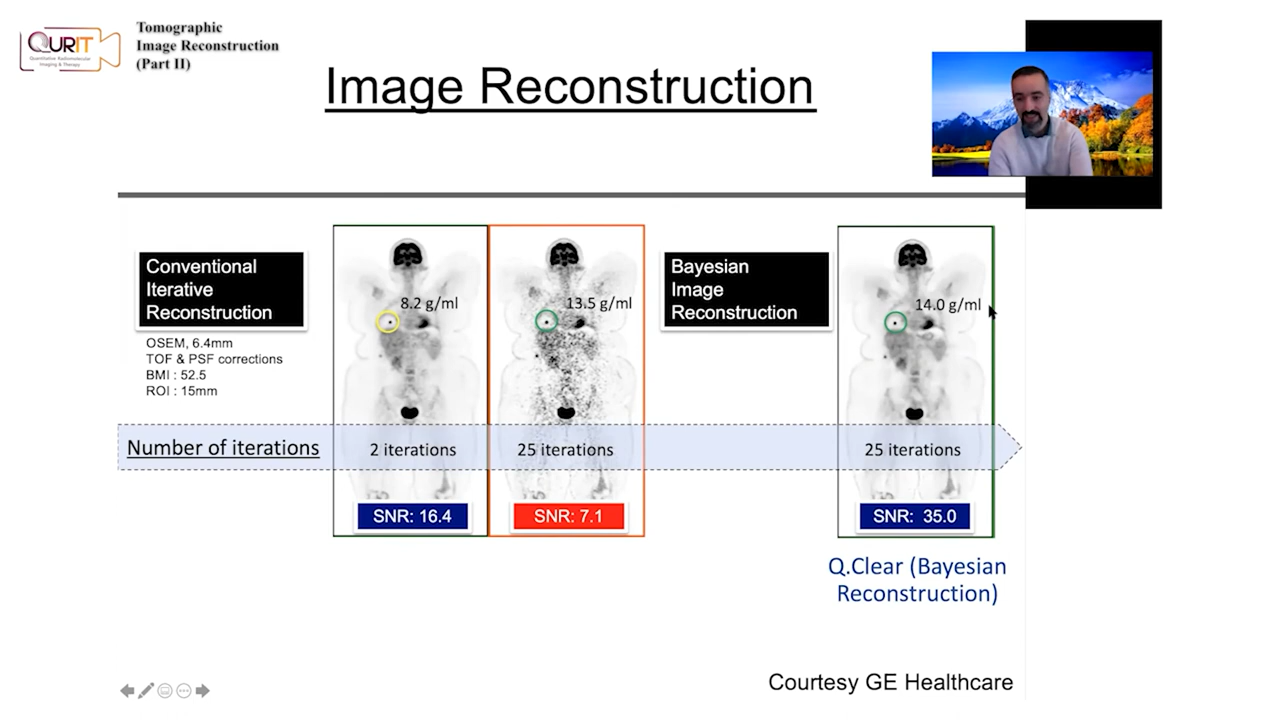 QURIT
Quantitative Radiomolecular
Imaging & Therapy
Tomographic
Image Reconstruction
(Part II)
Image Reconstruction
Conventional
Iterative
Reconstruction
OSEM, 6.4mm
TOF & PSF corrections
BMI : 52.5
ROI : 15mm
8.2 g/ml
13.5 g/ml
Bayesian
Image
Reconstruction
14.0 g/ml
Number of iterations
2 iterations
25 iterations
25 iterations
SNR: 16.4
SNR: 7.1
SNR: 35.0
Q.Clear (Bayesian
Reconstruction)
Courtesy GE Healthcare